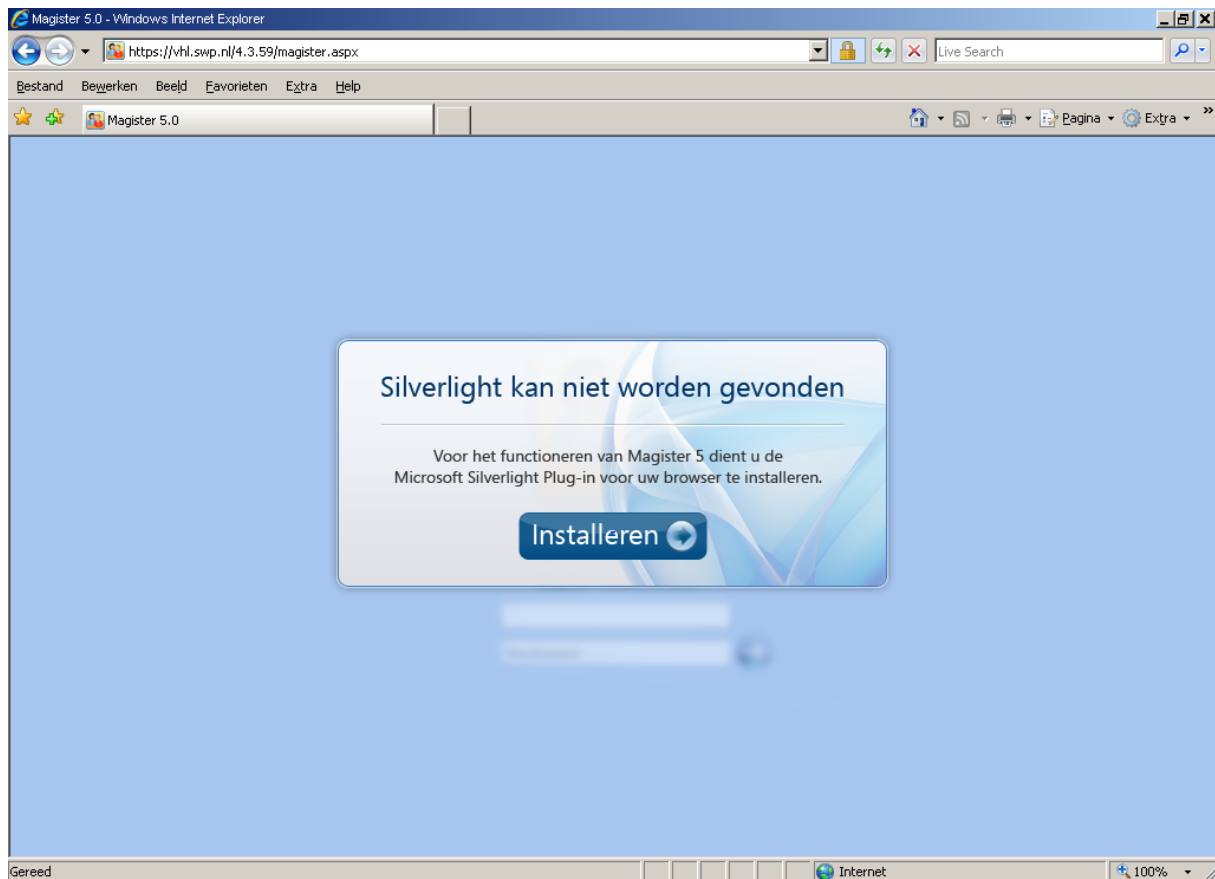 Magister 5.0 - Windows Internet Explorer
https://vhl.swp.nl/4.3.59/magister.aspx
Live Search
Bestand Bewerken Beeld Favorieten Extra Help
Magister 5.0
Pagina Extra »
Silverlight kan niet worden gevonden
Voor het functioneren van Magister 5 dient u de
Microsoft Silverlight Plug-in voor uw browser te installeren.
Installeren
Gereed Internet 100%